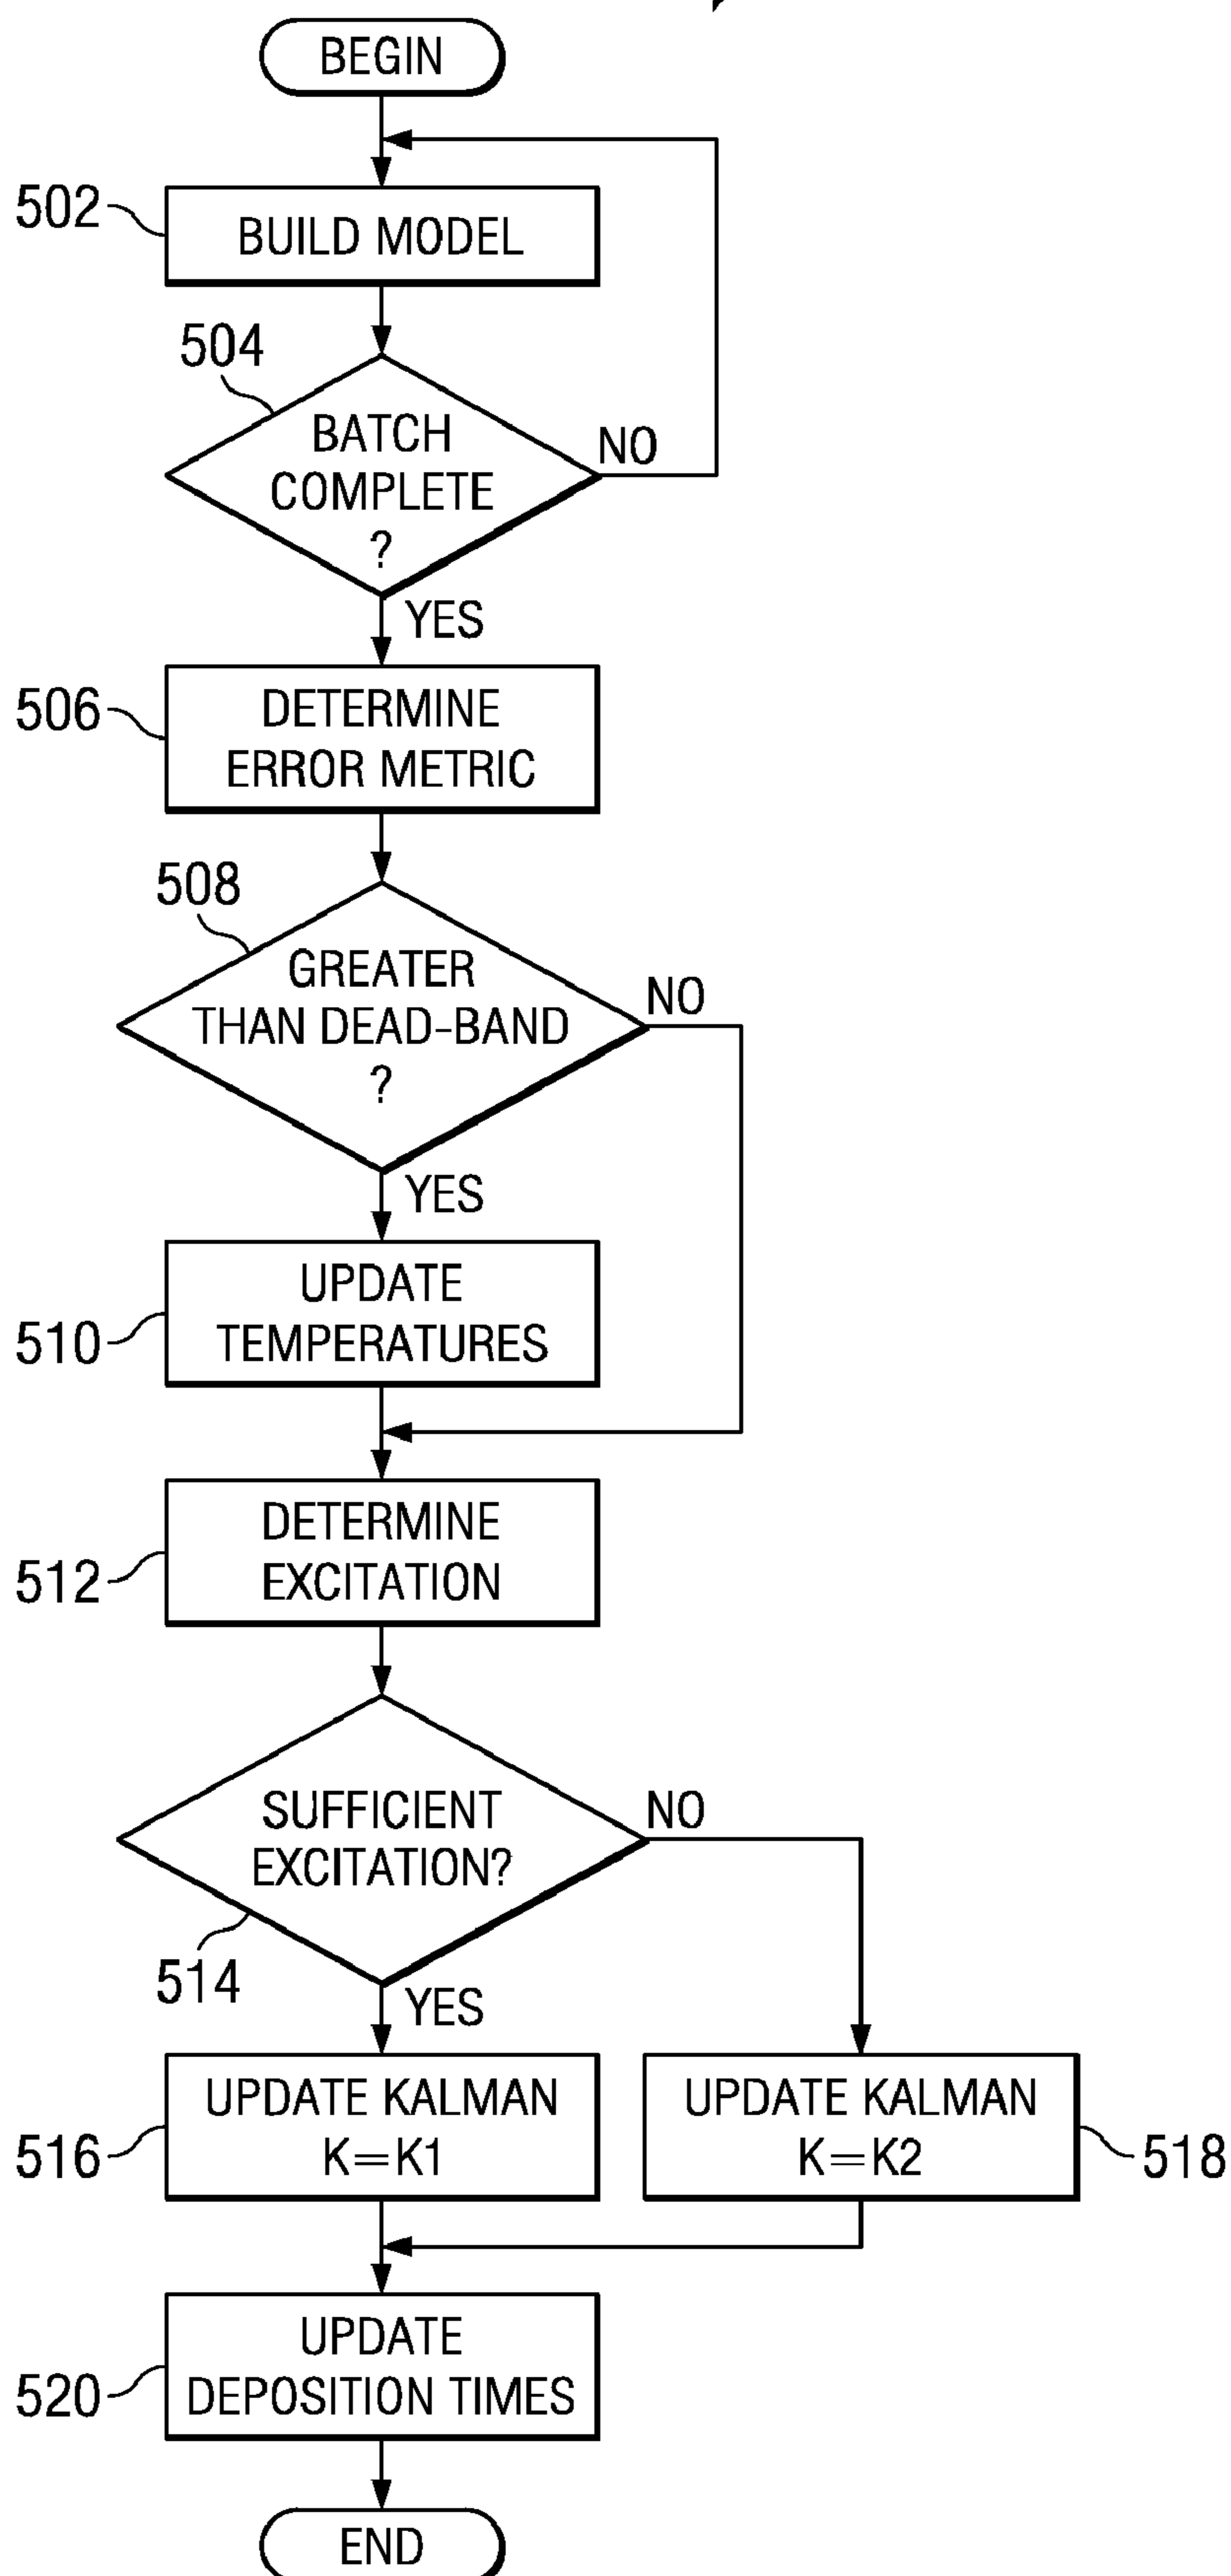 BEGIN
502
BUILD MODEL
504
BATCH
COMPLETE
?
NO
YES
506
DETERMINE
ERROR METRIC
508
GREATER
THAN DEAD-BAND
?
NO
YES
510
UPDATE
TEMPERATURES
512
DETERMINE
EXCITATION
SUFFICIENT
EXCITATION?
NO
514
YES
516
UPDATE KALMAN
K=K1
UPDATE KALMAN
K=K2
518
520
UPDATE
DEPOSITION TIMES
END